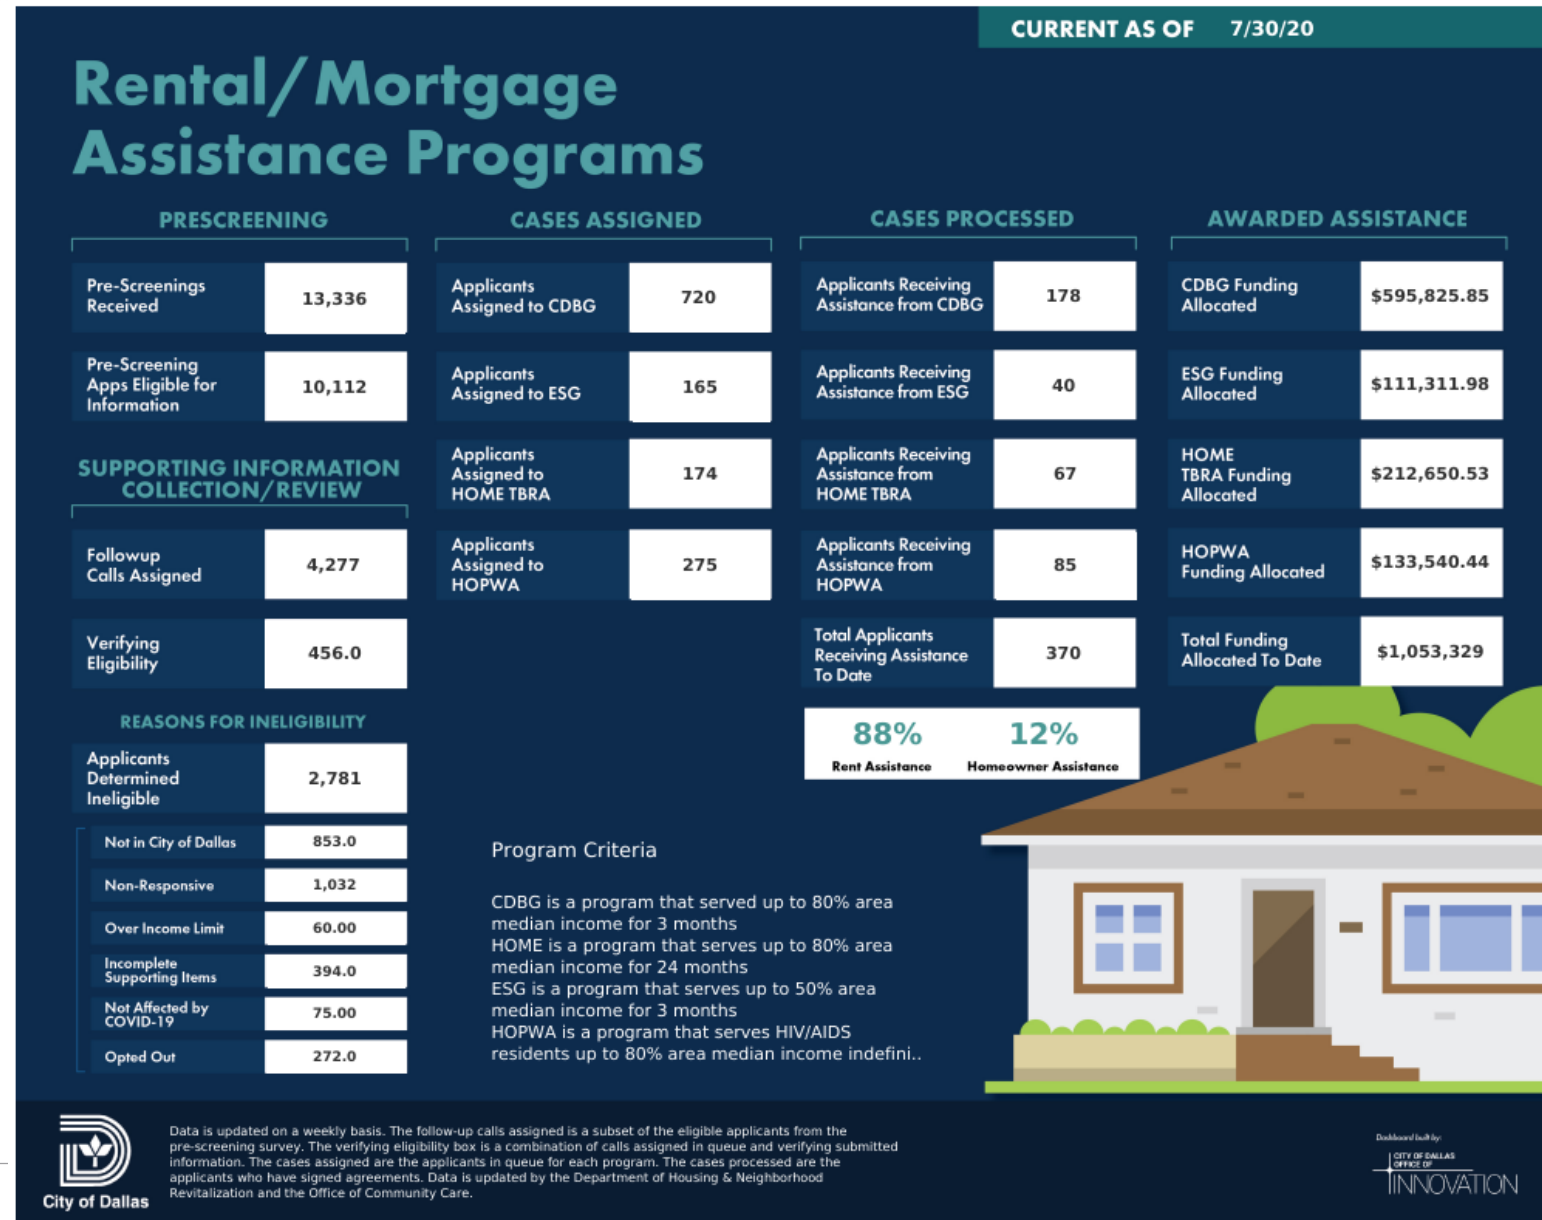 CURRENT AS OF 7/30/20
Rental/Mortgage
Assistance Programs
PRESCREENING
Pre-Screenings
Received
13,336
Pre-Screening
Apps Eligible for
Information
10,112
SUPPORTING INFORMATION
COLLECTION/REVIEW
Followup
Calls Assigned
4,277
Verifying
Eligibility
456.0
REASONS FOR INELIGIBILITY
Applicants
Determined
Ineligible
2,781
Not in City of Dallas
853.0
Non-Responsive
1,032
Over Income Limit
60.00
Incomplete
Supporting Items
394.0
Not Affected by
COVID-19
75.00
Opted Out
272.0
CASES ASSIGNED
Applicants
Assigned to CDBG
720
Applicants
Assigned to ESG
165
Applicants
Assigned to
HOME TBRA
174
Applicants
Assigned to
HOPWA
275
CASES PROCESSED
Applicants Receiving
Assistance from CDBG
178
Applicants Receiving
Assistance from ESG
40
Applicants Receiving
Assistance from
HOME TBRA
67
Applicants Receiving
Assistance from
HOPWA
85
Total Applicants
Receiving Assistance
To Date
370
88% 12%
Rent Assistance Homeowner Assistance
AWARDED ASSISTANCE
CDBG Funding
Allocated
$595,825.85
ESG Funding
Allocated
$111,311.98
HOME
TBRA Funding
Allocated
$212,650.53
HOPWA
Funding Allocated
$133,540.44
Total Funding
Allocated To Date
$1,053,329
Program Criteria
CDBG is a program that served up to 80% area
median income for 3 months
HOME is a program that serves up to 80% area
median income for 24 months
ESG is a program that serves up to 50% area
median income for 3 months
HOPWA is a program that serves HIV/AIDS
residents up to 80% area median income indefini..
City of Dallas
Data is updated on a weekly basis. The follow-up calls assigned is a subset of the eligible applicants from the
pre-screening survey. The verifying eligibility box is a combination of calls assigned in queue and verifying submitted
information. The cases assigned are the applicants in queue for each program. The cases processed are the
applicants who have signed agreements. Data is updated by the Department of Housing & Neighborhood
Revitalization and the Office of Community Care.
Dashboard built by:
CITY OF DALLAS
OFFICE OF
INNOVATION